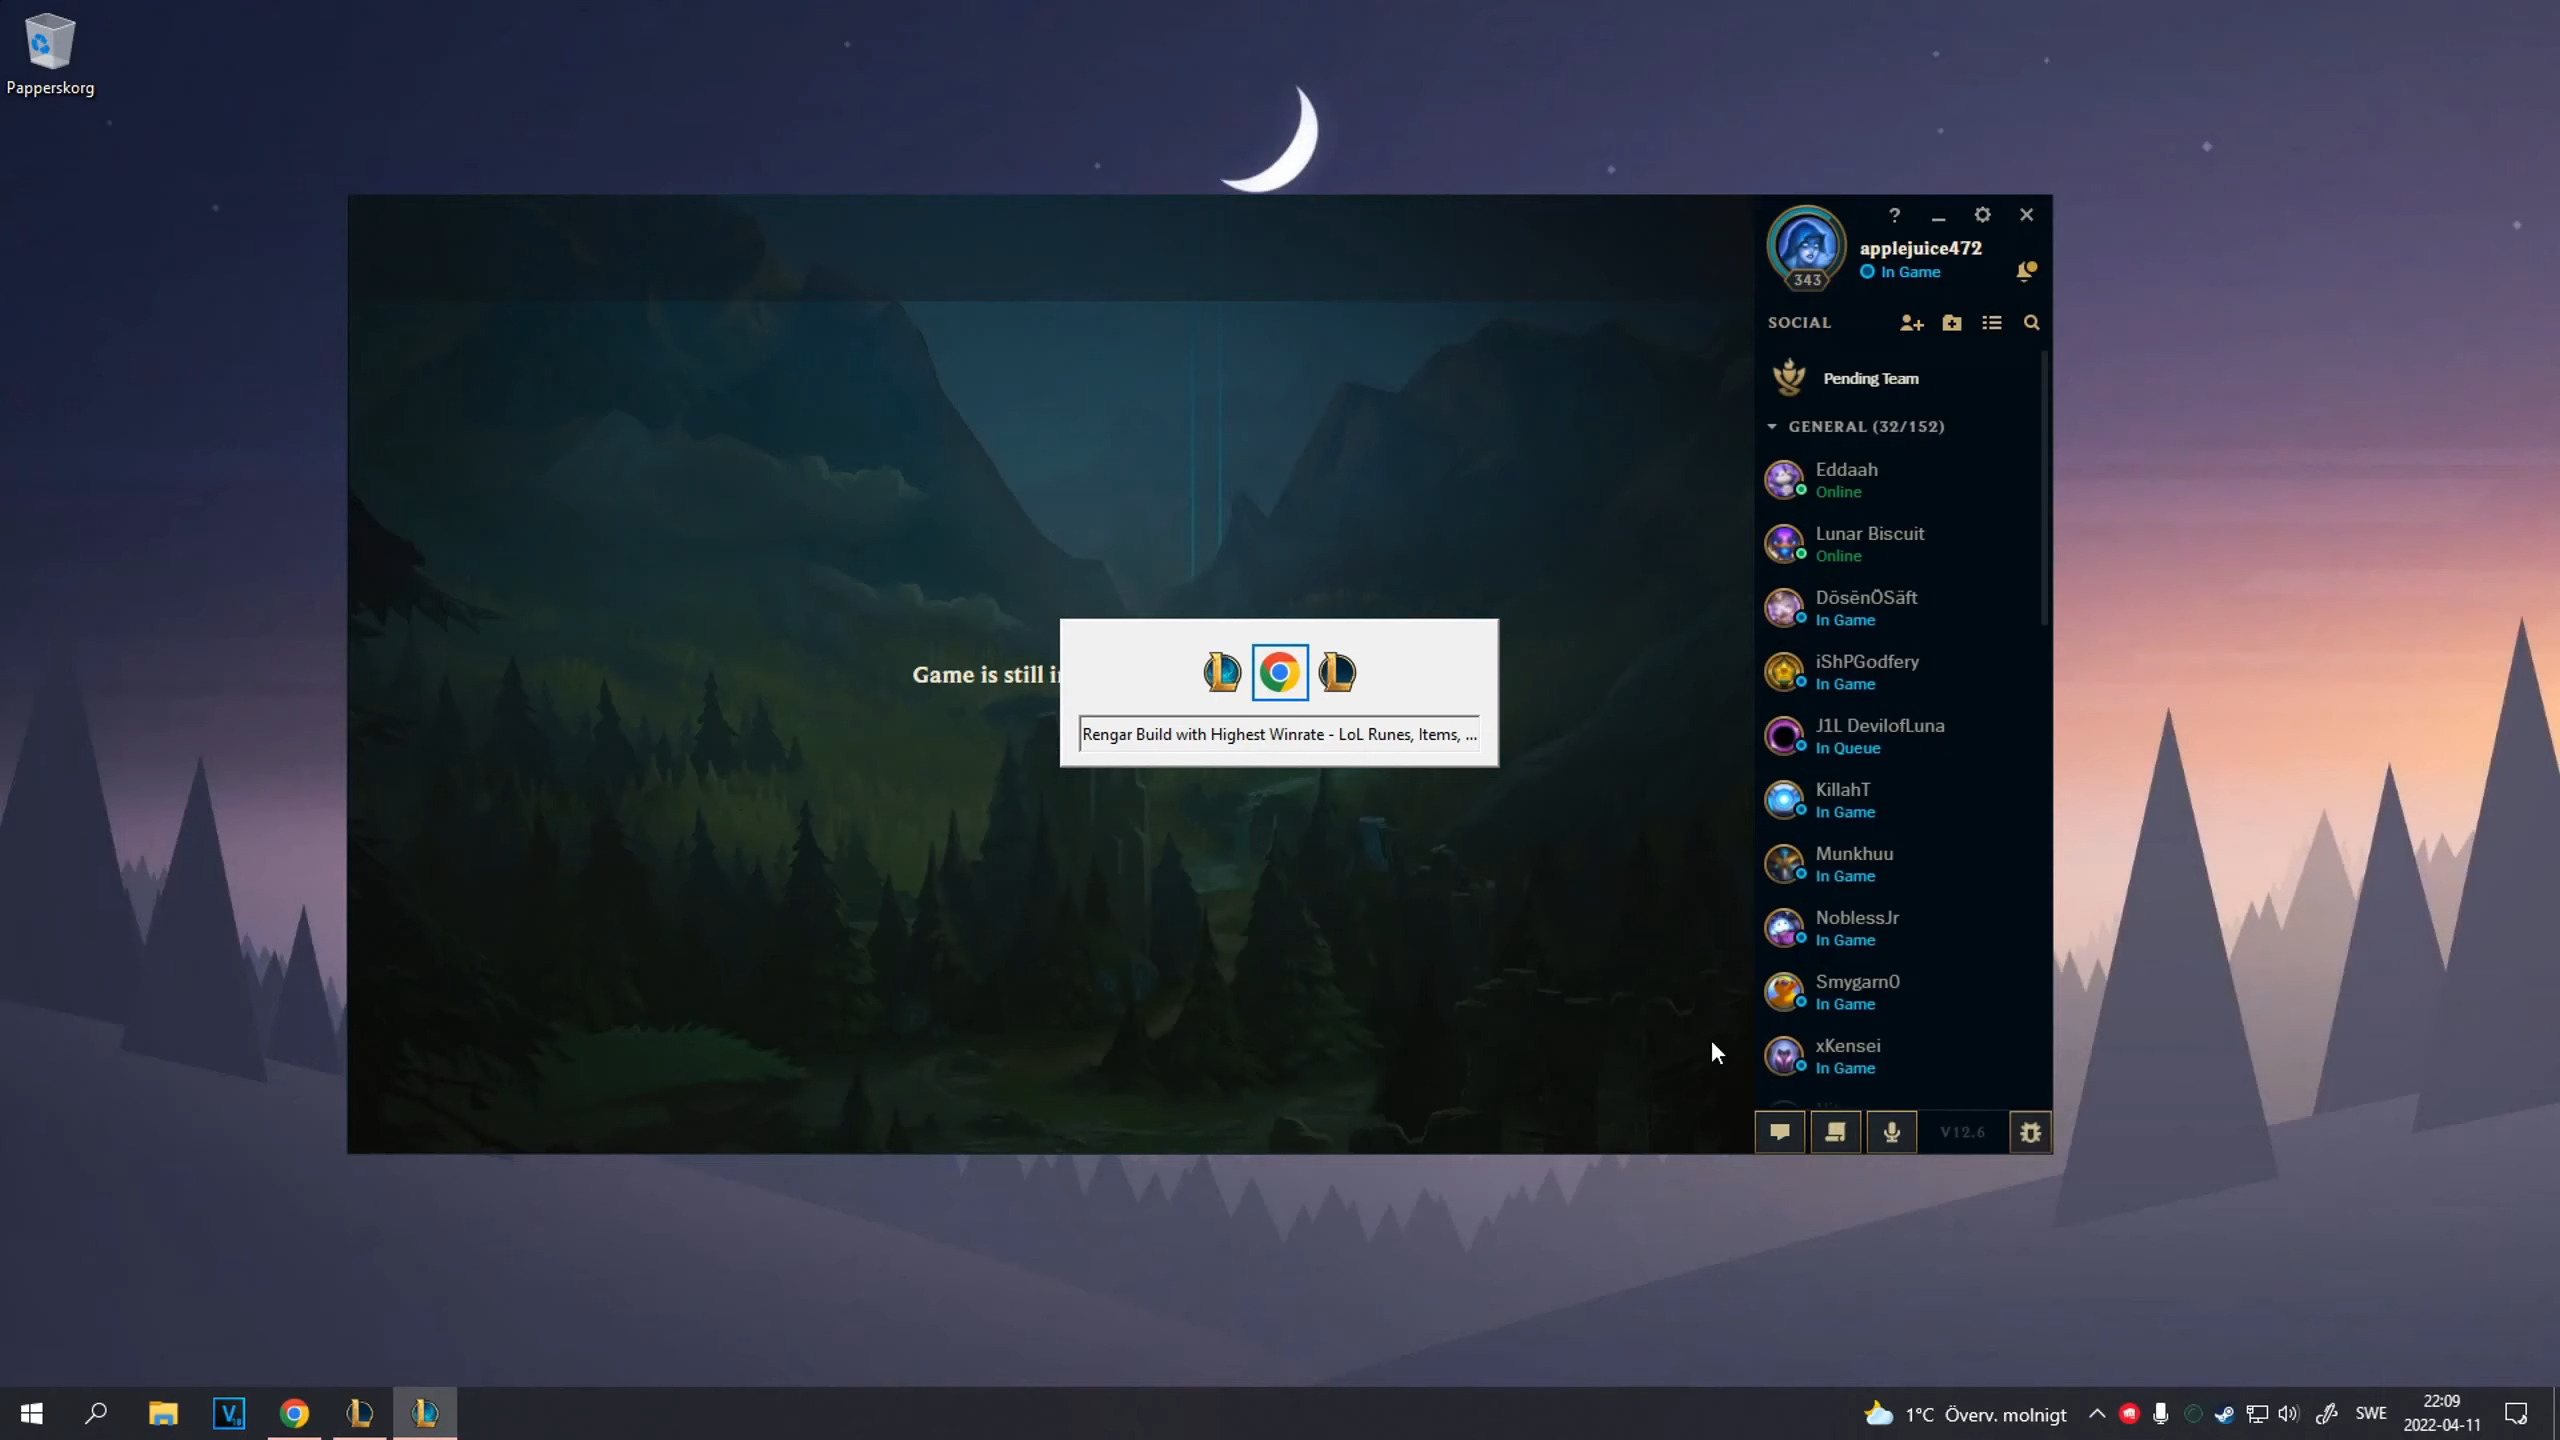 Papperskorg
343
applejuice472
In Game
SOCIAL
Pending Team
GENERAL (32/152)
Eddaah
Online
Lunar Biscuit
Online
DösënÖSäft
In Game
iShPGodfery
In Game
J1L DevilofLuna
In Queue
KillahT
In Game
Munkhuu
In Game
NoblessJr
In Game
Smygarn0
In Game
xKensei
In Game
V12.6
Game is still
Rengar Build with Highest Winrate - LoL Runes, Items, ...
1°C Överv. molnigt
SWE
22:09
2022-04-11